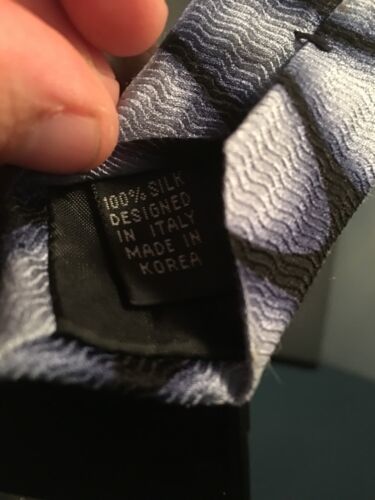 100% SILK
DESIGNED
IN ITALY
MADE IN
KOREA